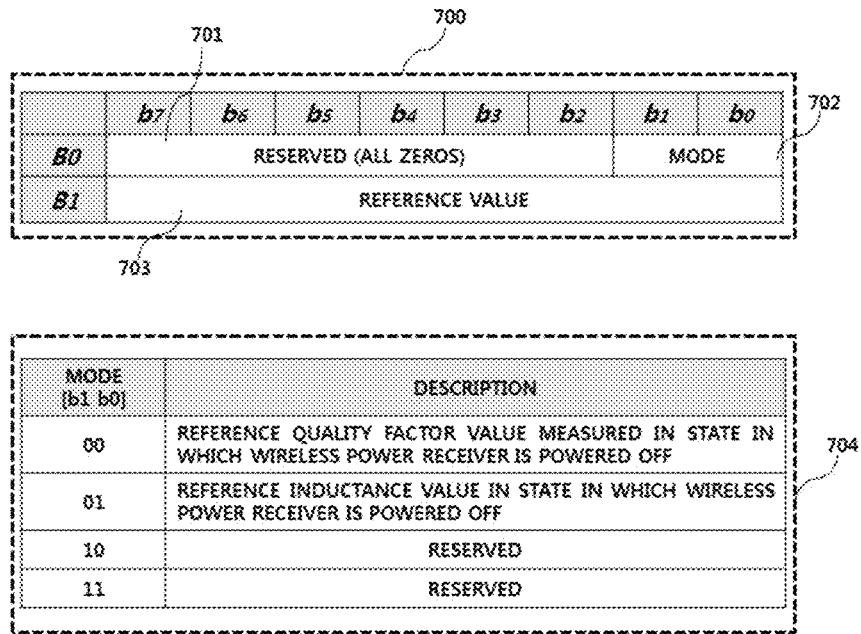 700
701
b7 b6 b5 b4 b3 b2 b1 b0
702
B0 RESERVED (ALL ZEROS) MODE
B1 REFERENCE VALUE
703
MODE
[b1 b0]
DESCRIPTION
00 REFERENCE QUALITY FACTOR VALUE MEASURED IN STATE IN
WHICH WIRELESS POWER RECEIVER IS POWERED OFF
704
01 REFERENCE INDUCTANCE VALUE IN STATE IN WHICH WIRELESS
POWER RECEIVER IS POWERED OFF
10 RESERVED
11 RESERVED